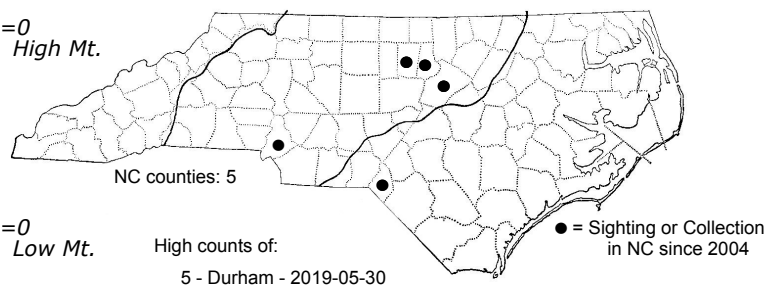 =0
High Mt.
NC counties: 5
=0
Low Mt.
High counts of:
5 - Durham - 2019-05-30
● = Sighting or Collection
in NC since 2004